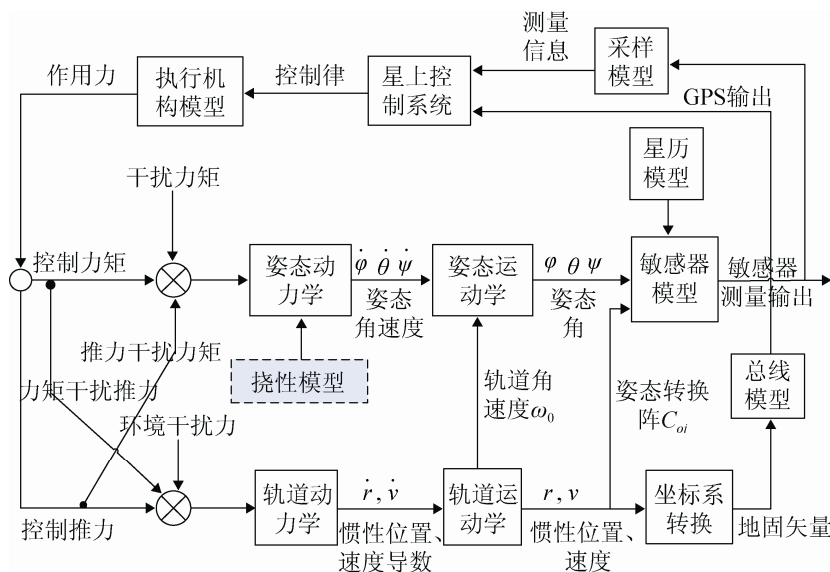 测量
信息
采样
模型
作用力
执行机
构模型
控制律
星上控
制系统
GPS输出
星历
模型
干扰力矩
控制力矩
姿态动
力学
φ̇ θ̇ ψ̇
姿态
角速度
姿态运
动学
φ θ ψ
姿态
角
敏感器
模型
敏感器
测量输出
推力干扰力矩
挠性模型
力矩干扰推力
环境干扰力
轨道角
速度ω₀
姿态转换
阵Cₒᵢ
总线
模型
控制推力
轨道动
力学
ṙ, v̇
惯性位置、
速度导数
轨道运
动学
r, v
惯性位置、
速度
坐标系
转换
地固矢量